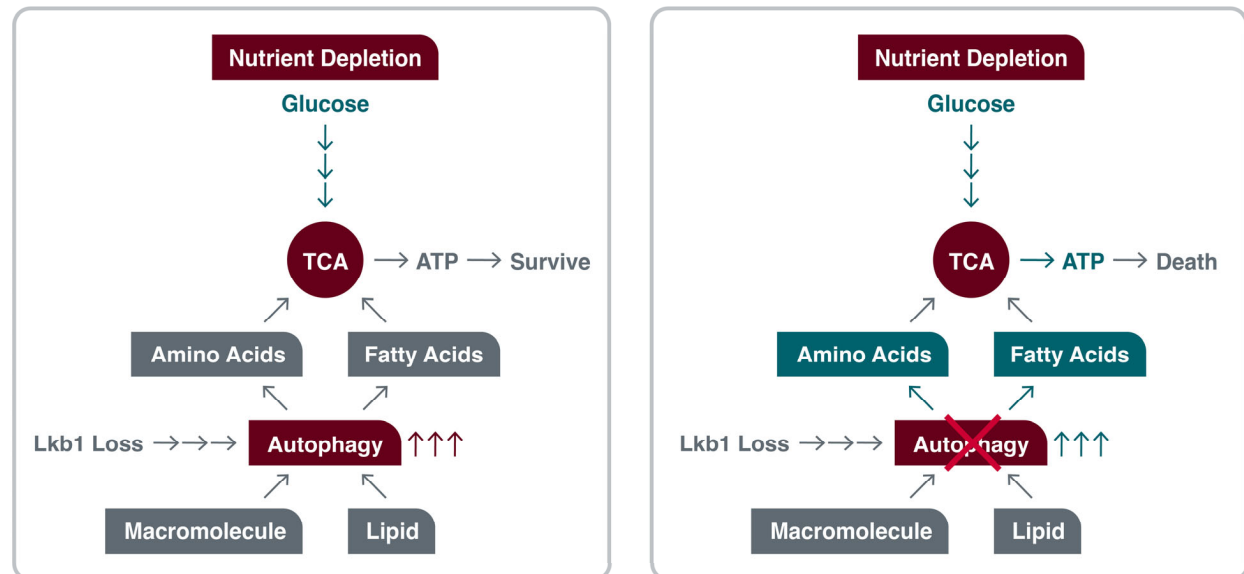 Nutrient Depletion
Glucose
TCA → ATP → Survive
Amino Acids
Fatty Acids
Lkb1 Loss →→→ Autophagy ↑↑↑
Macromolecule
Lipid
Nutrient Depletion
Glucose
TCA → ATP → Death
Amino Acids
Fatty Acids
Lkb1 Loss →→→ Autophagy ↑↑↑
Macromolecule
Lipid